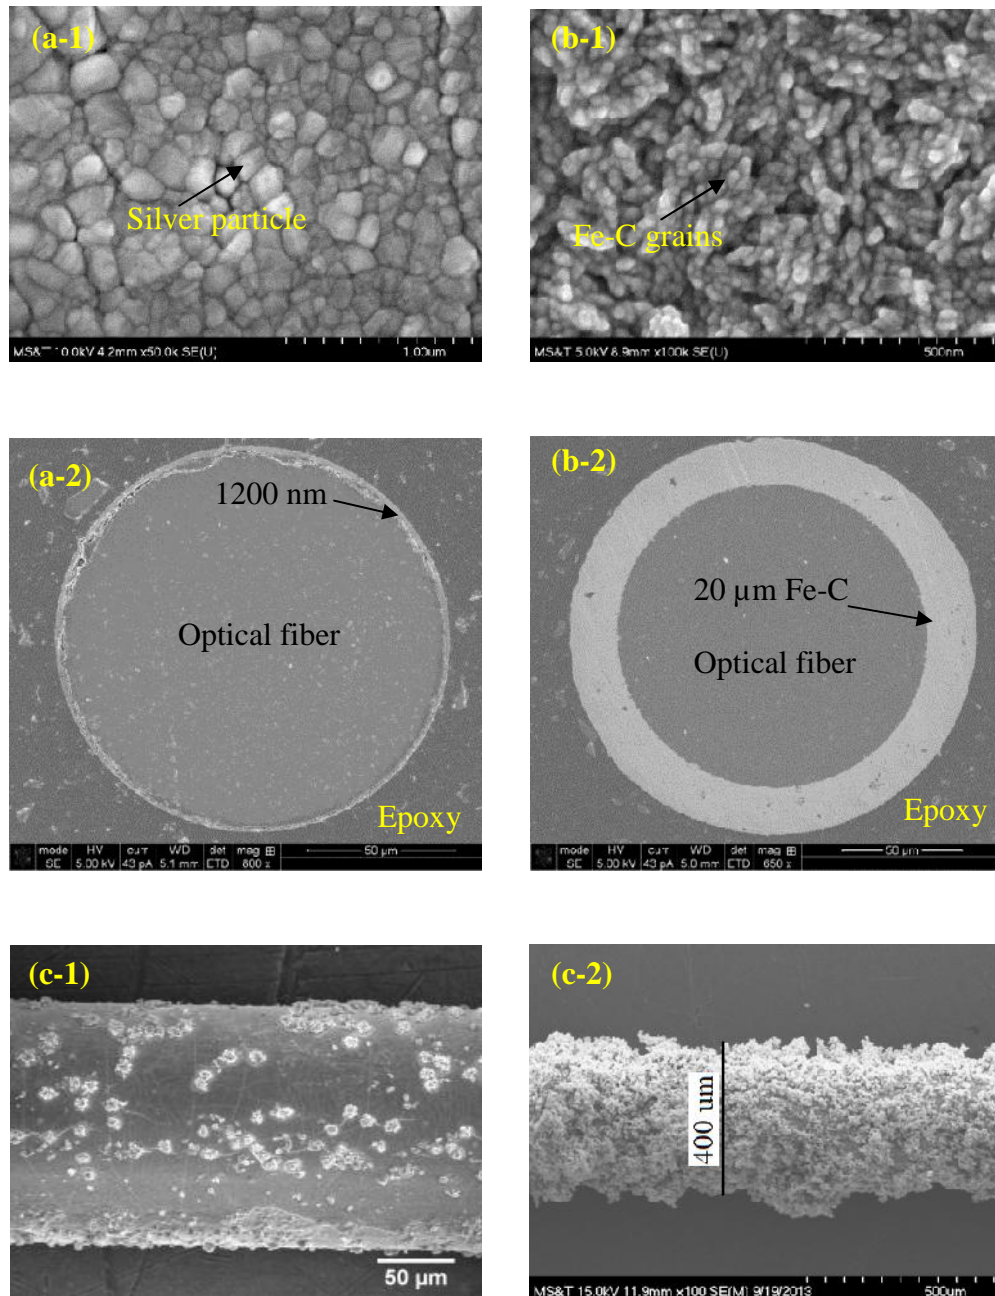 (a-1)
Silver particle
MS&T 10.0kV 4.2mm x50.0k SE(U) 1.00um
(b-1)
Fe-C grains
MS&T 5.0kV 8.9mm x100k SE(U) 500nm
(a-2)
1200 nm
Optical fiber
Epoxy
mode HV curr WD det mag ⊞ 50 µm
SE 5.00 kV 43 pA 5.1 mm ETD 800 x
(b-2)
20 µm Fe-C
Optical fiber
Epoxy
mode HV curr WD det mag ⊞
SE 5.00 kV 43 pA 5.0 mm ETD 650 x
(c-1)
50 µm
(c-2)
400 um
MS&T 15.0kV 11.9mm x100 SE(M) 9/19/2013 500um